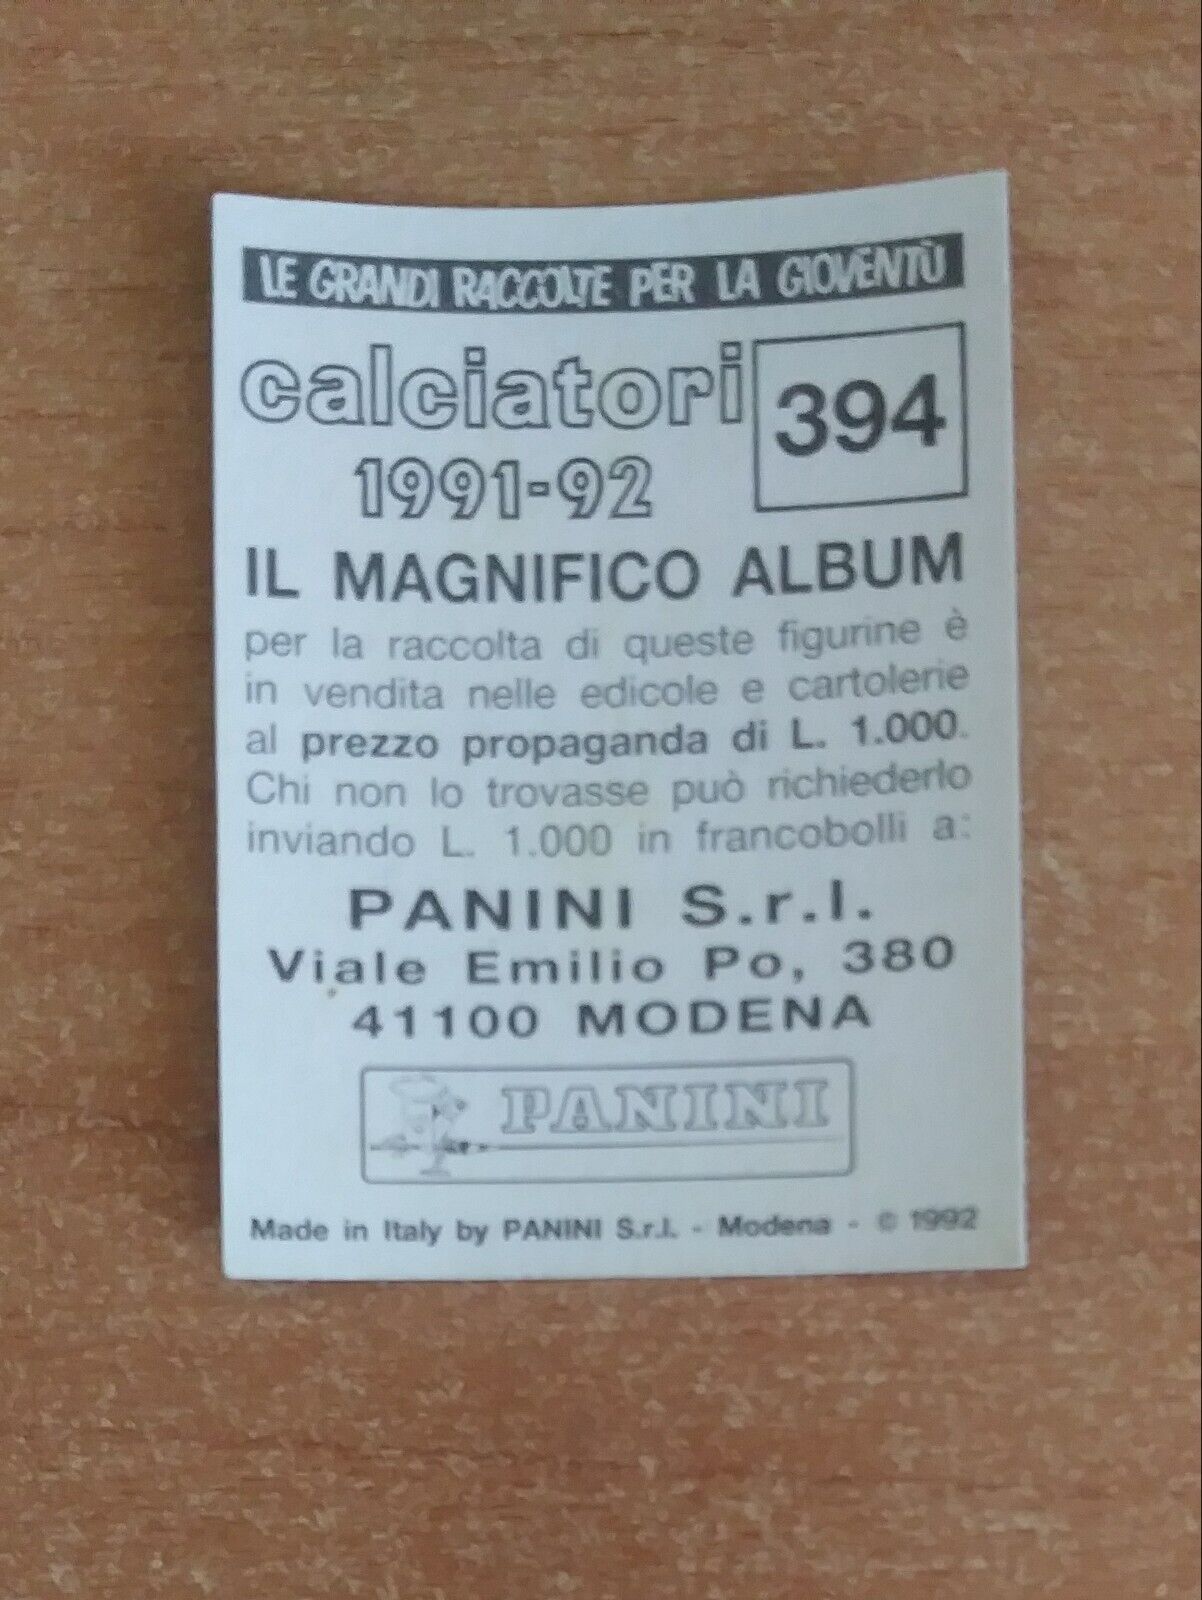 LE GRANDI RACCOLTE PER LA GIOVENTÙ
calciatori
1991-92
394
IL MAGNIFICO ALBUM
per la raccolta di queste figurine è
in vendita nelle edicole e cartolerie
al prezzo propaganda di L. 1.000.
Chi non lo trovasse può richiederlo
inviando L. 1.000 in francobolli a:
PANINI S.r.l.
Viale Emilio Po, 380
41100 MODENA
PANINI
Made in Italy by PANINI S.r.l. - Modena - © 1992